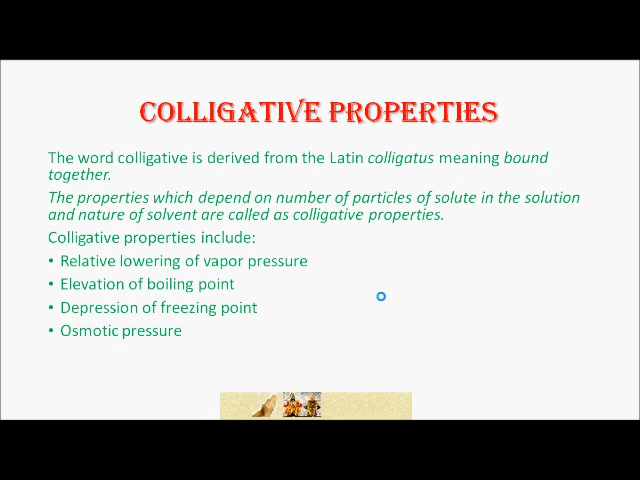 COLLIGATIVE PROPERTIES
The word colligative is derived from the Latin colligatus meaning bound
together.
The properties which depend on number of particles of solute in the solution
and nature of solvent are called as colligative properties.
Colligative properties include:
• Relative lowering of vapor pressure
• Elevation of boiling point
• Depression of freezing point
• Osmotic pressure